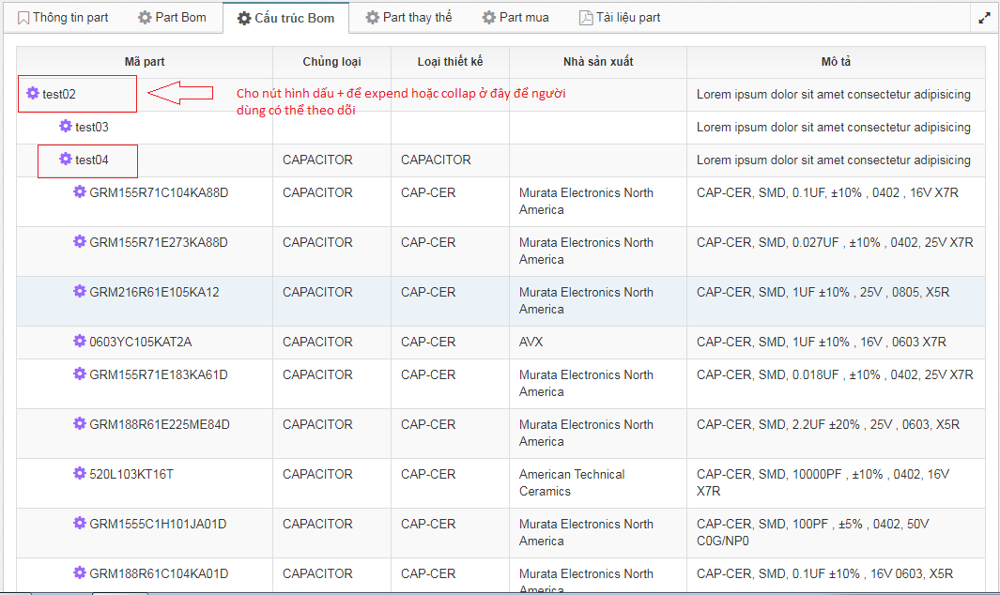 Thông tin part Part Bom Cấu trúc Bom Part thay thế Part mua Tài liệu part
Mã part Chủng loại Loại thiết kế Nhà sản xuất Mô tả
test02 Cho nút hình dấu + để expend hoặc collap ở đây để người Lorem ipsum dolor sit amet consectetur adipisicing
dùng có thể theo dõi
test03 Lorem ipsum dolor sit amet consectetur adipisicing
test04 CAPACITOR CAPACITOR Lorem ipsum dolor sit amet consectetur adipisicing
GRM155R71C104KA88D CAPACITOR CAP-CER Murata Electronics North CAP-CER, SMD, 0.1UF, ±10% , 0402 , 16V X7R
America
GRM155R71E273KA88D CAPACITOR CAP-CER Murata Electronics North CAP-CER, SMD, 0.027UF , ±10% , 0402, 25V X7R
America
GRM216R61E105KA12 CAPACITOR CAP-CER Murata Electronics North CAP-CER, SMD, 1UF ±10% , 25V , 0805, X5R
America
0603YC105KAT2A CAPACITOR CAP-CER AVX CAP-CER, SMD, 1UF ±10% , 16V , 0603 X7R
GRM155R71E183KA61D CAPACITOR CAP-CER Murata Electronics North CAP-CER, SMD, 0.018UF , ±10% , 0402, 25V X7R
America
GRM188R61E225ME84D CAPACITOR CAP-CER Murata Electronics North CAP-CER, SMD, 2.2UF ±20% , 25V , 0603, X5R
America
520L103KT16T CAPACITOR CAP-CER American Technical CAP-CER, SMD, 10000PF , ±10% , 0402, 16V
Ceramics X7R
GRM1555C1H101JA01D CAPACITOR CAP-CER Murata Electronics North CAP-CER, SMD, 100PF , ±5% , 0402, 50V
America C0G/NP0
GRM188R61C104KA01D CAPACITOR CAP-CER Murata Electronics North CAP-CER, SMD, 0.1UF ±10% , 16V 0603, X5R
America